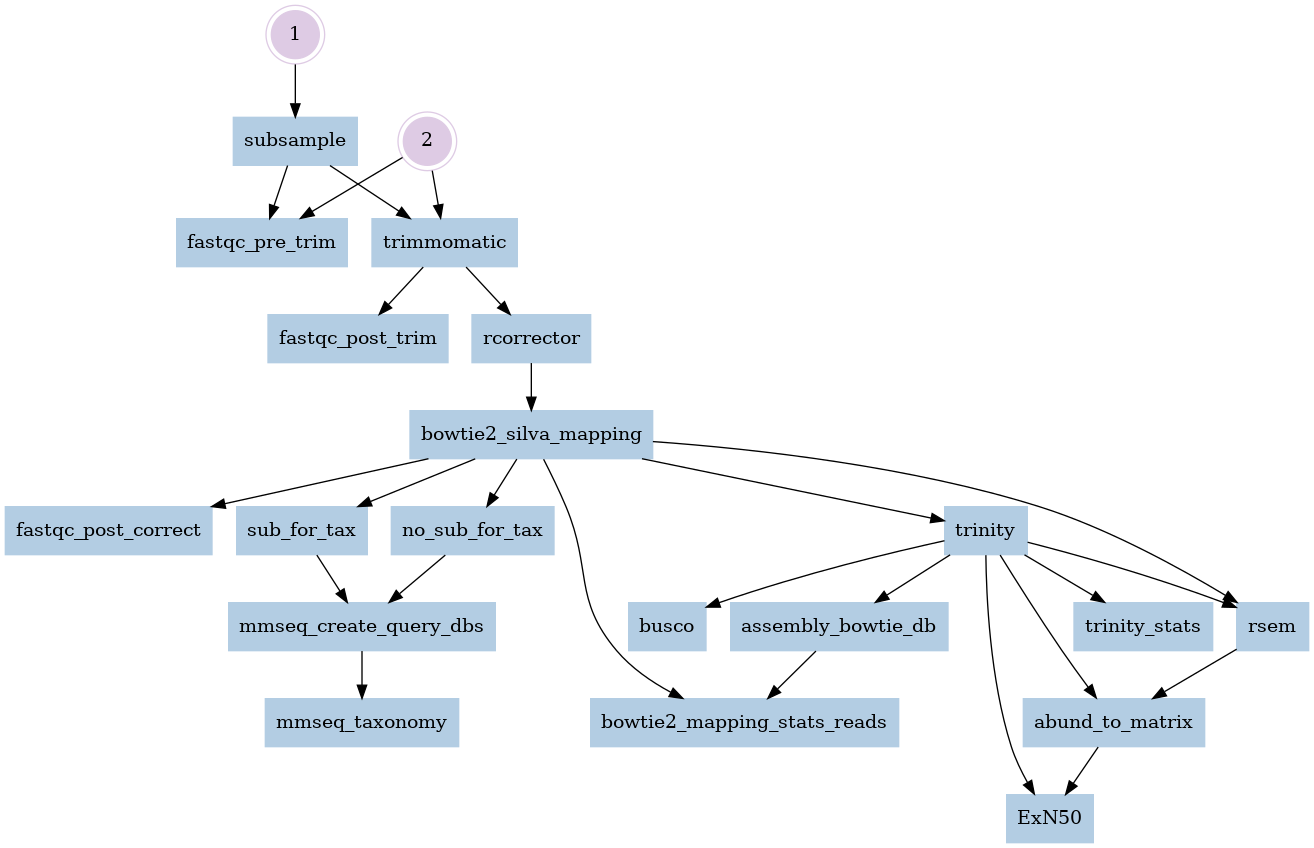 1
subsample
2
fastqc_pre_trim
trimmomatic
fastqc_post_trim
rcorrector
bowtie2_silva_mapping
fastqc_post_correct
sub_for_tax
no_sub_for_tax
trinity
mmseq_create_query_dbs
busco
assembly_bowtie_db
trinity_stats
rsem
mmseq_taxonomy
bowtie2_mapping_stats_reads
abund_to_matrix
ExN50